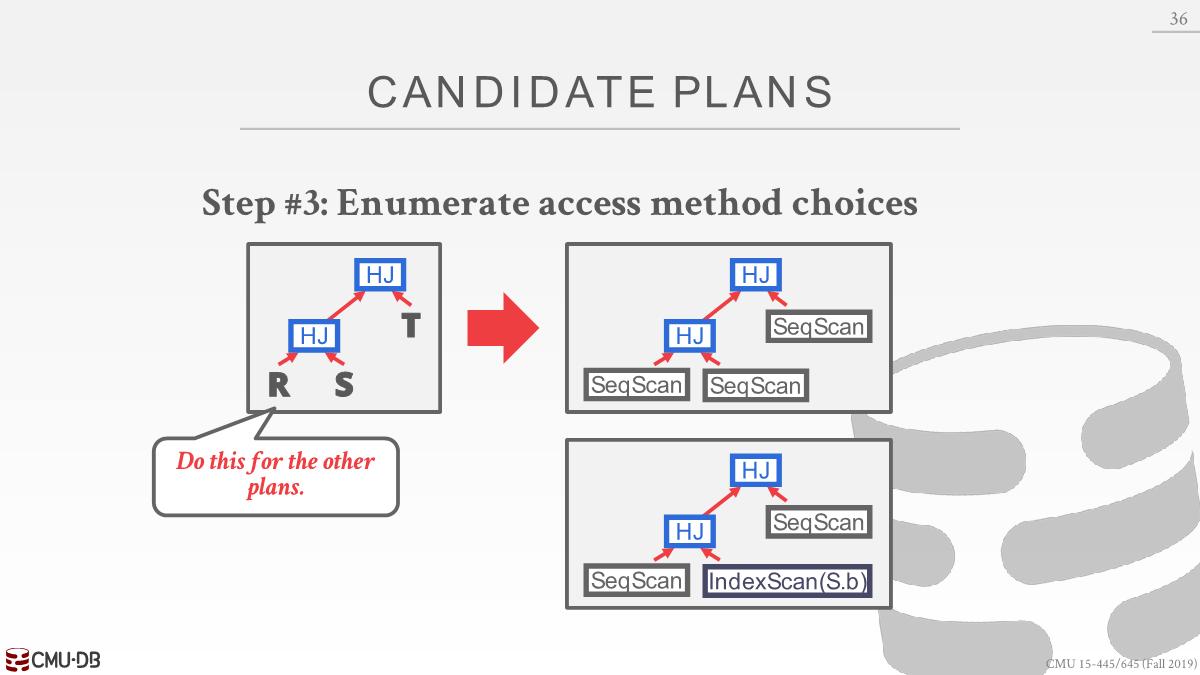 36
CANDIDATE PLANS
Step #3: Enumerate access method choices
HJ
T
HJ
R S
Do this for the other
plans.
HJ
SeqScan
HJ
SeqScan SeqScan
HJ
SeqScan
HJ
SeqScan IndexScan(S.b)
CMU·DB
CMU 15-445/645 (Fall 2019)